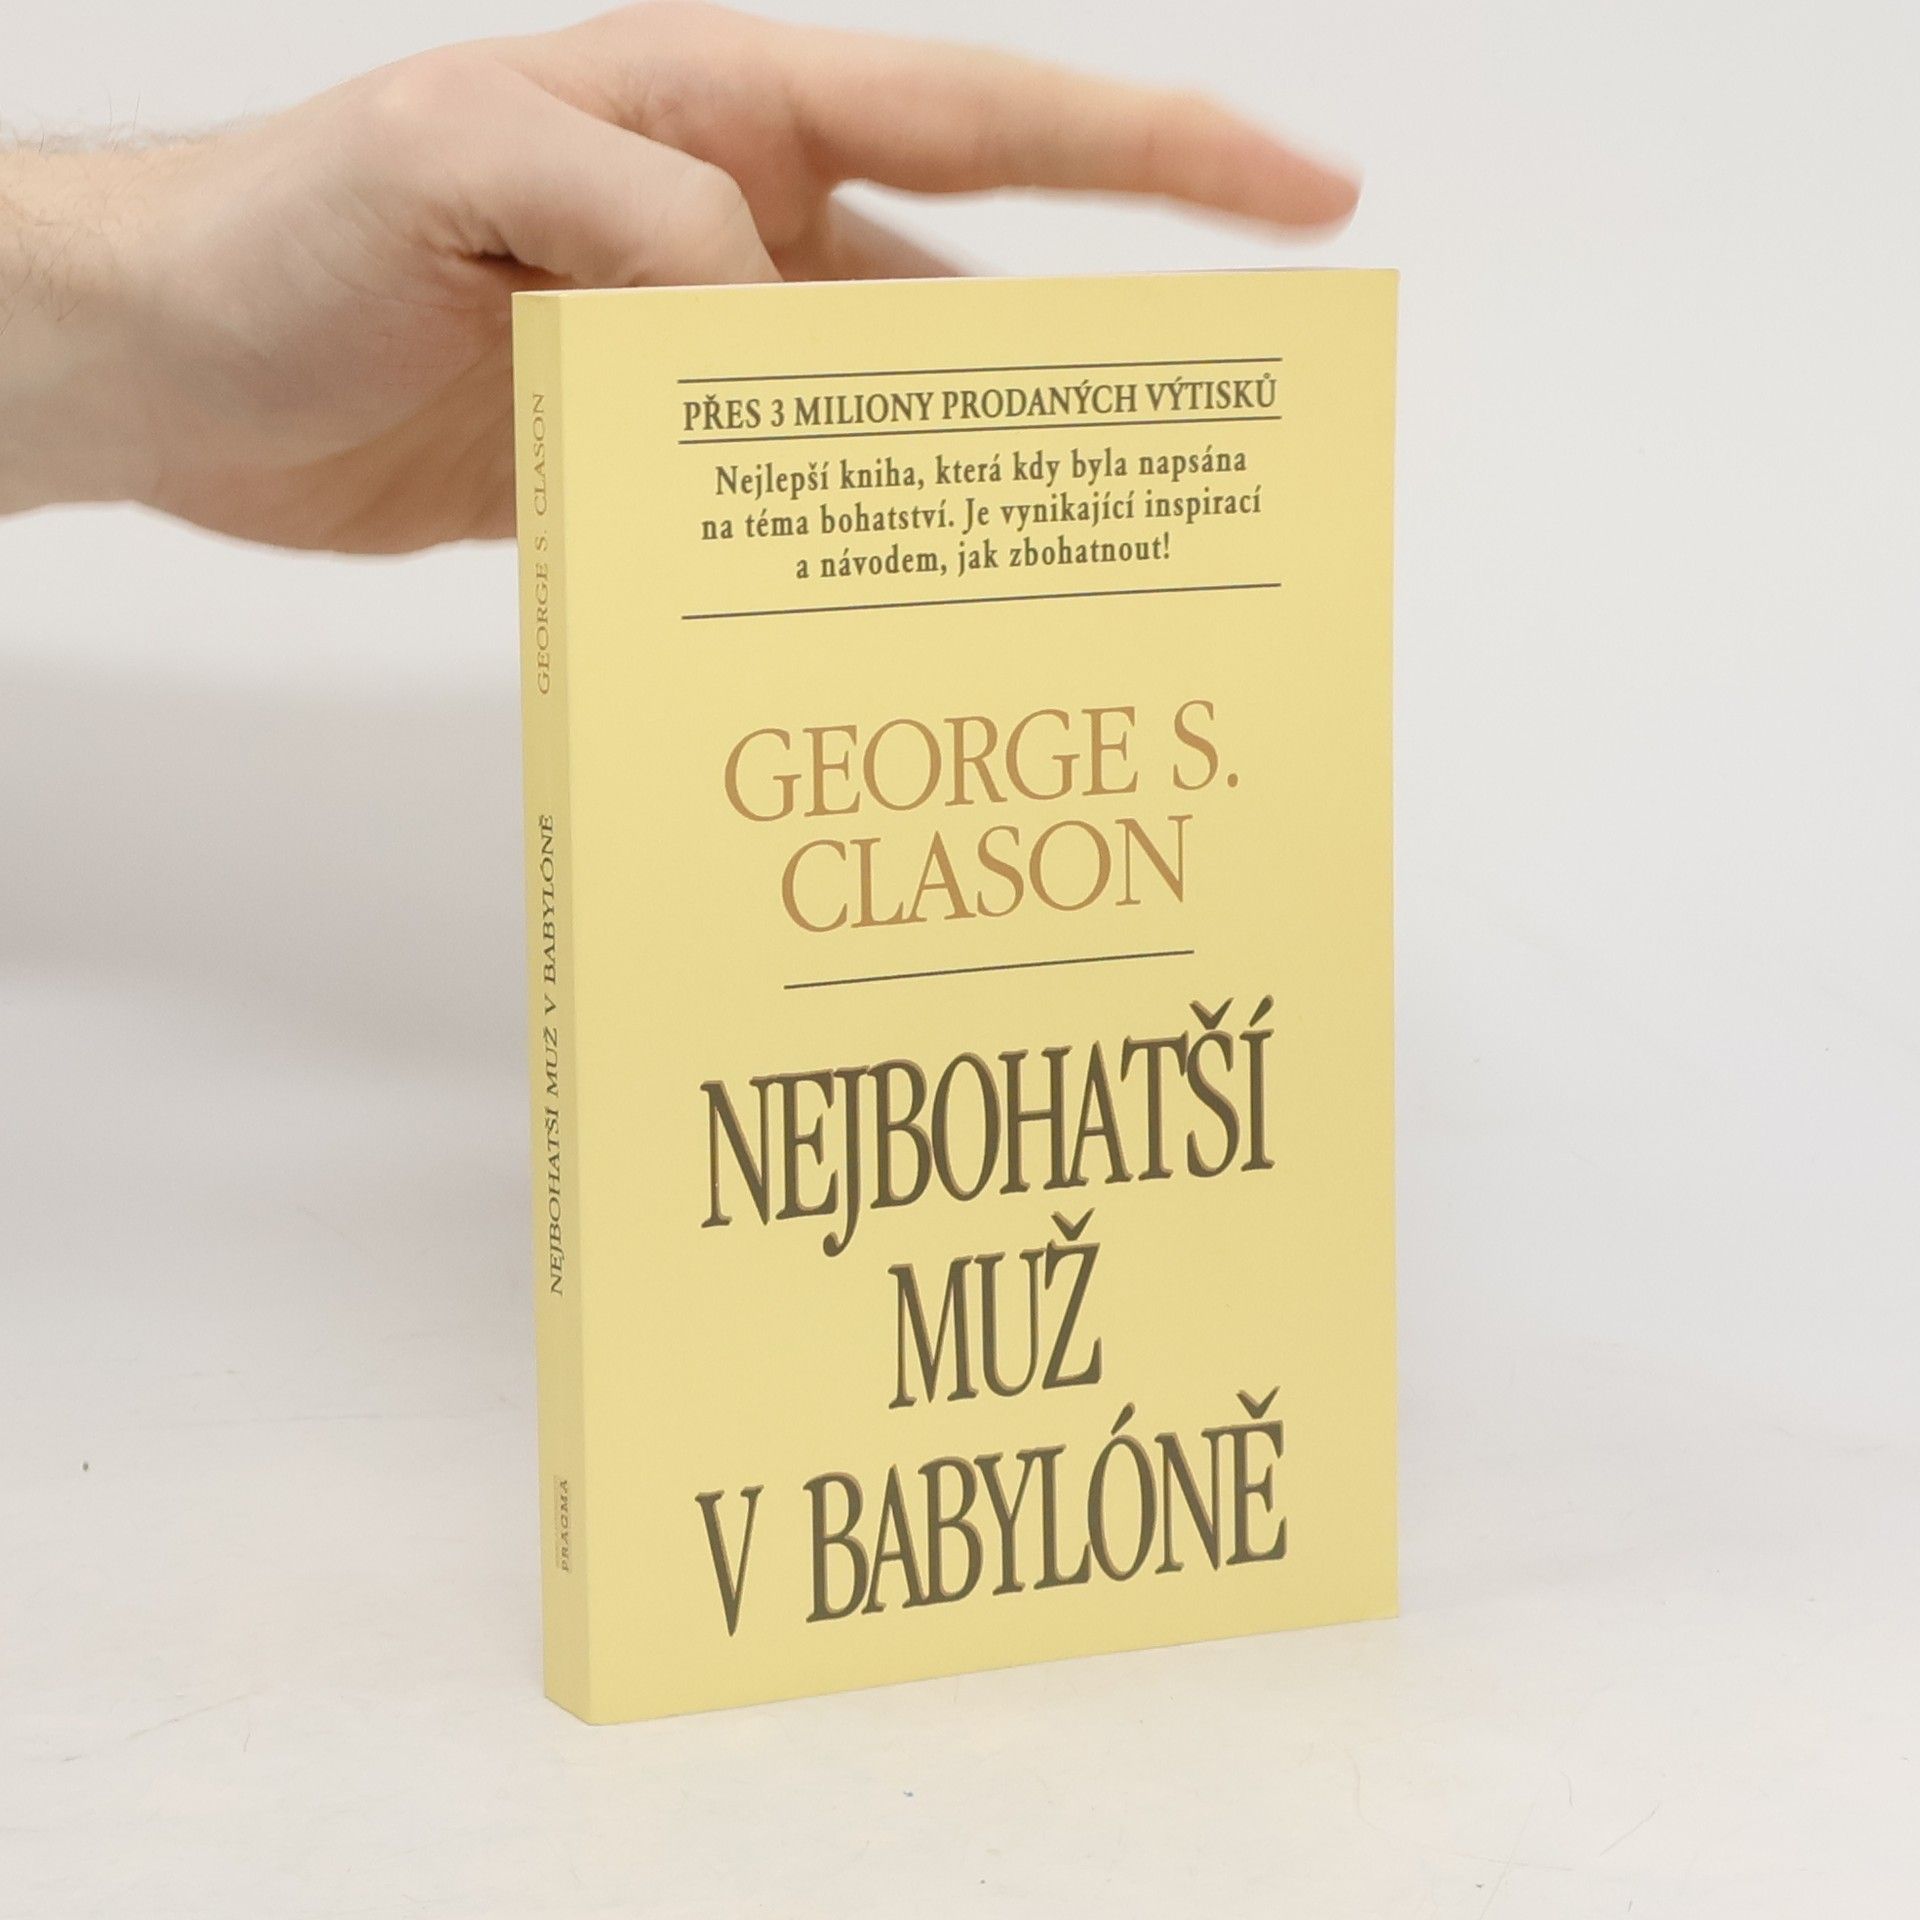 PŘES 3 MILIONY PRODANÝCH VÝTISKŮ
Nejlepší kniha, která kdy byla napsána
na téma bohatství. Je vynikající inspirací
a návodem, jak zbohatnout!
GEORGE S.
CLASON
NEJBOHATŠÍ
MUŽ
V BABYLÓNĚ
GEORGE S. CLASON
NEJBOHATŠÍ MUŽ V BABYLÓNĚ
PRAGMA